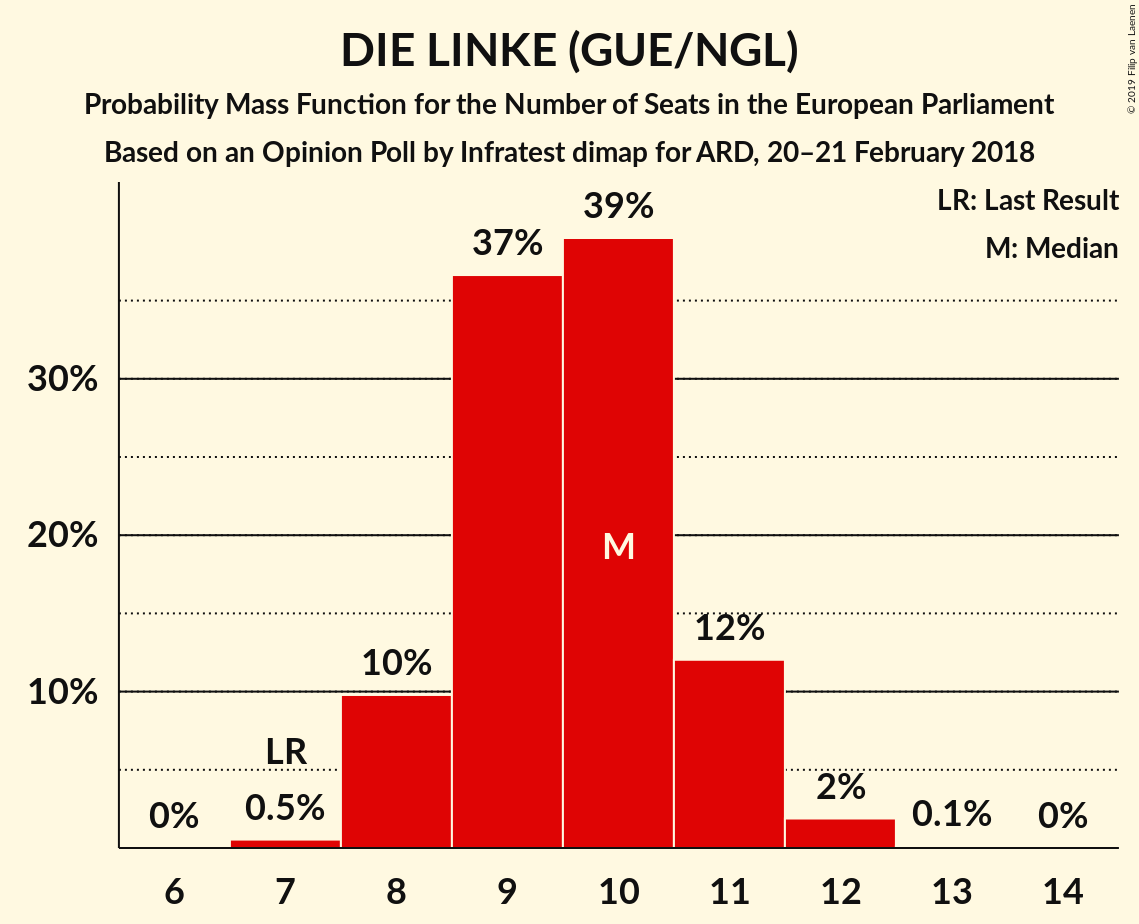 DIE LINKE (GUE/NGL)
Probability Mass Function for the Number of Seats in the European Parliament
Based on an Opinion Poll by Infratest dimap for ARD, 20–21 February 2018
© 2019 Filip van Laenen
LR: Last Result
M: Median
39%
37%
30%
20%
M
12%
10%
10%
LR
0%
0.5%
2%
0.1%
0%
6 7 8 9 10 11 12 13 14